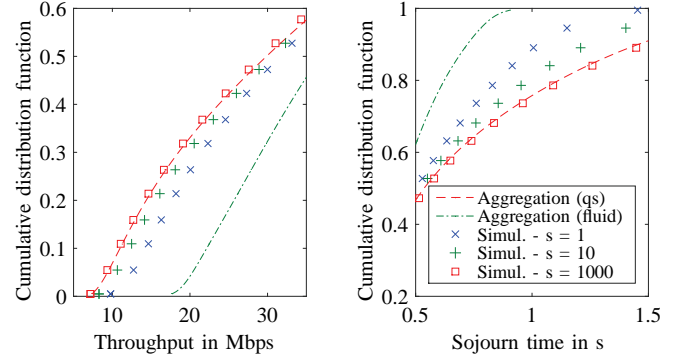 Cumulative distribution function
0.6
0.5
0.4
0.3
0.2
0.1
0
10
20
30
Throughput in Mbps
Cumulative distribution function
1
0.8
0.6
0.4
0.2
0.5
1
1.5
Sojourn time in s
Aggregation (qs)
Aggregation (fluid)
Simul. - s = 1
Simul. - s = 10
Simul. - s = 1000